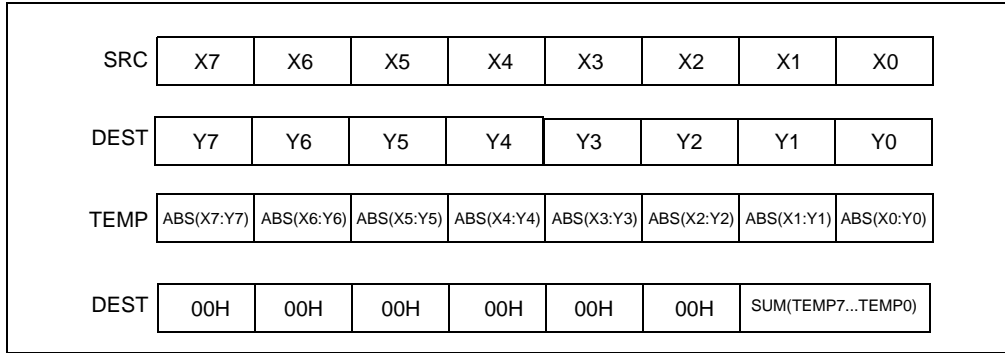 SRC X7 X6 X5 X4 X3 X2 X1 X0
DEST Y7 Y6 Y5 Y4 Y3 Y2 Y1 Y0
TEMP ABS(X7:Y7) ABS(X6:Y6) ABS(X5:Y5) ABS(X4:Y4) ABS(X3:Y3) ABS(X2:Y2) ABS(X1:Y1) ABS(X0:Y0)
DEST 00H 00H 00H 00H 00H 00H SUM(TEMP7...TEMP0)